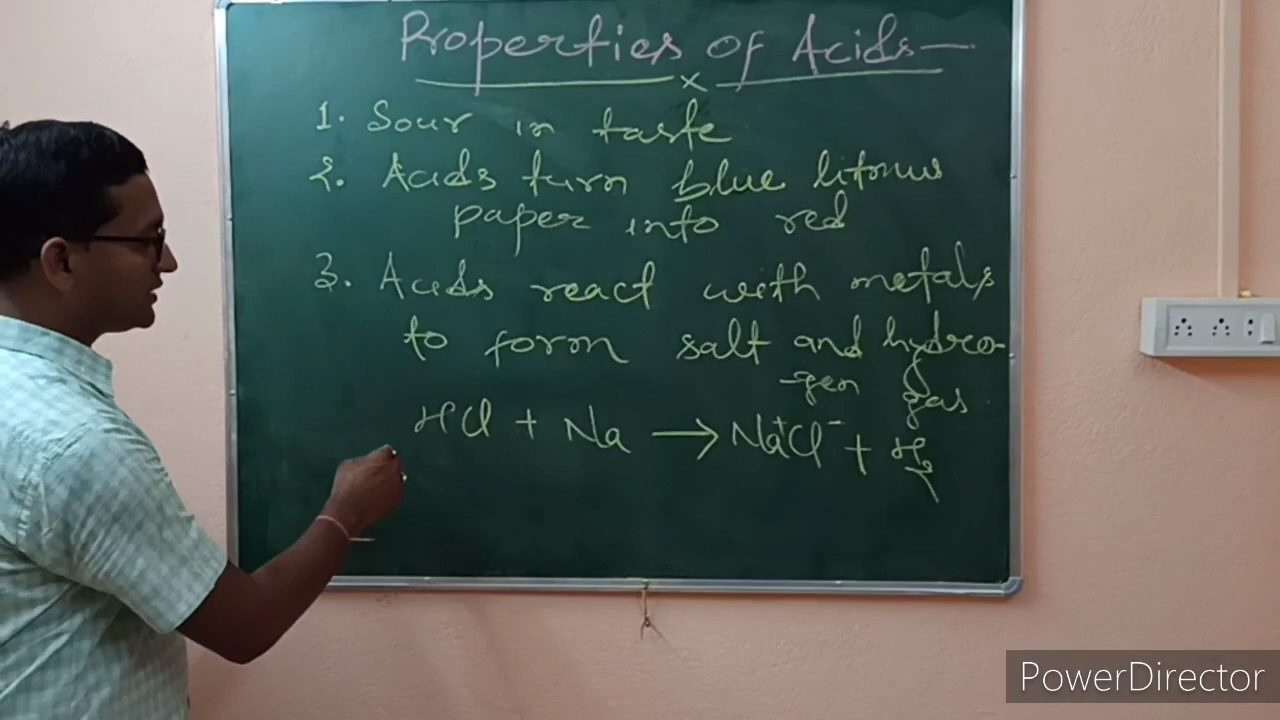 Properties of Acids—
x
1. Sour in taste
2. Acids turn blue litmus
paper into red
3. Acids react with metals
to form salt and hydro-
-gen gas.
HCl + Na → Na⁺Cl⁻ + H₂
PowerDirector